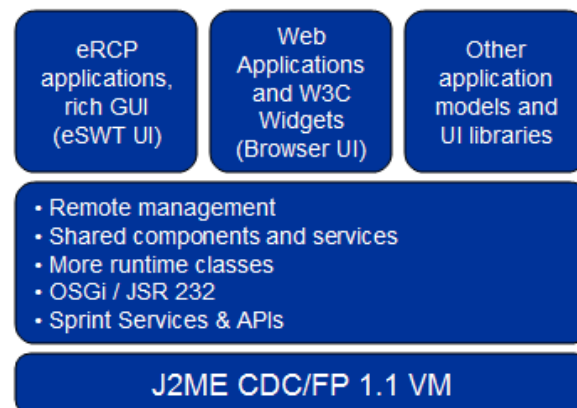 eRCP
applications,
rich GUI
(eSWT UI)
Web
Applications
and W3C
Widgets
(Browser UI)
Other
application
models and
UI libraries
• Remote management
• Shared components and services
• More runtime classes
• OSGi / JSR 232
• Sprint Services & APIs
J2ME CDC/FP 1.1 VM